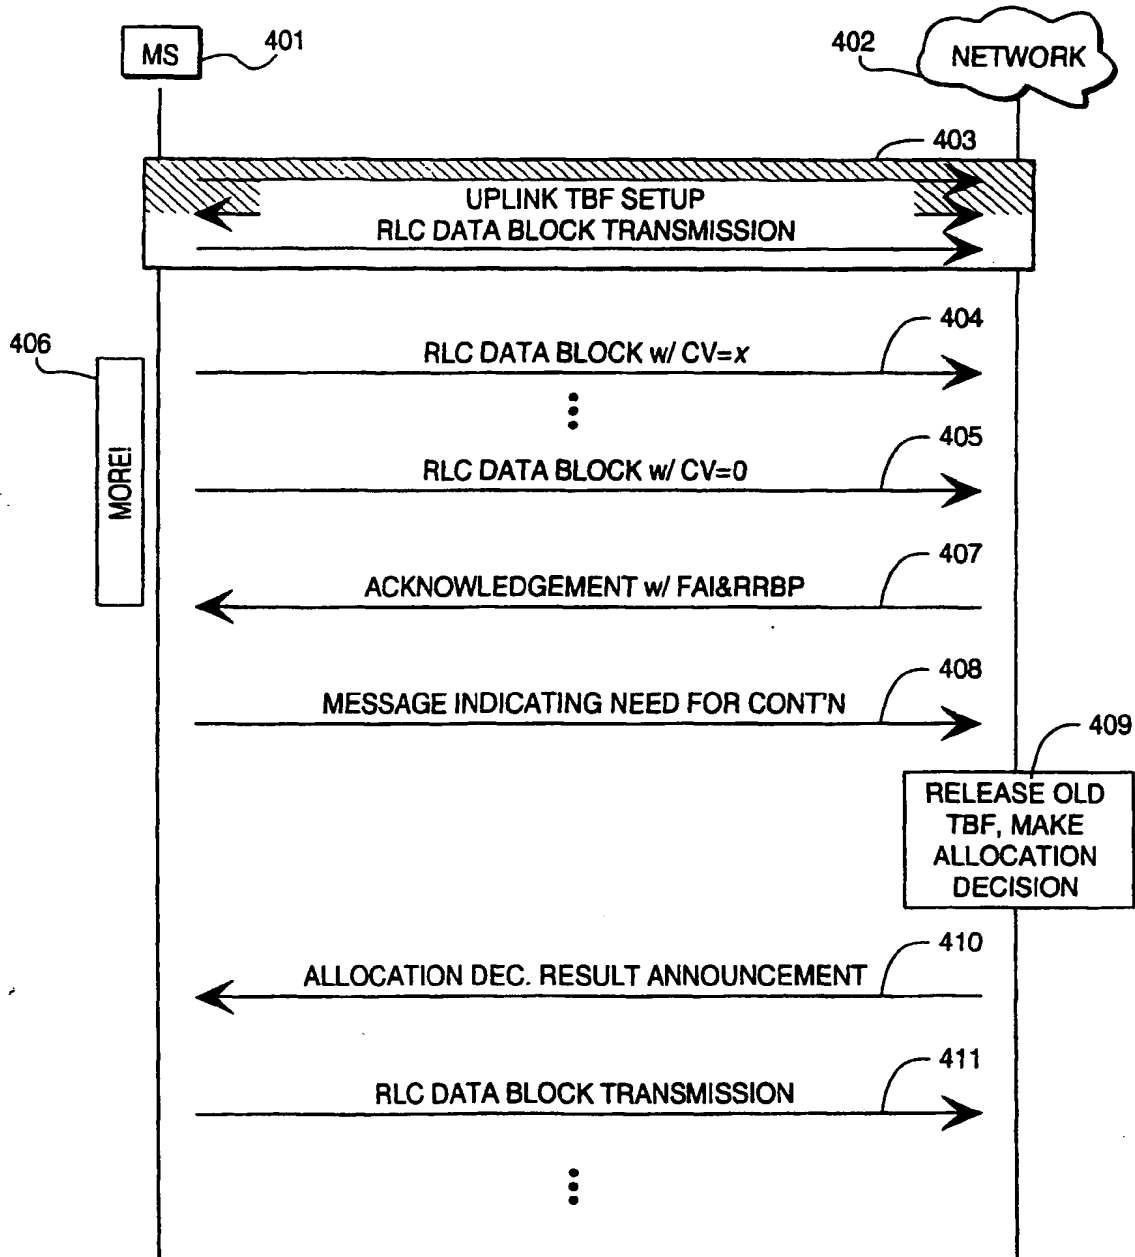 MS
401
402
NETWORK
403
UPLINK TBF SETUP
RLC DATA BLOCK TRANSMISSION
404
406
RLC DATA BLOCK w/ CV=x
MORE!
405
RLC DATA BLOCK w/ CV=0
407
ACKNOWLEDGEMENT w/ FAI&RRBP
408
MESSAGE INDICATING NEED FOR CONT'N
409
RELEASE OLD
TBF, MAKE
ALLOCATION
DECISION
410
ALLOCATION DEC. RESULT ANNOUNCEMENT
411
RLC DATA BLOCK TRANSMISSION